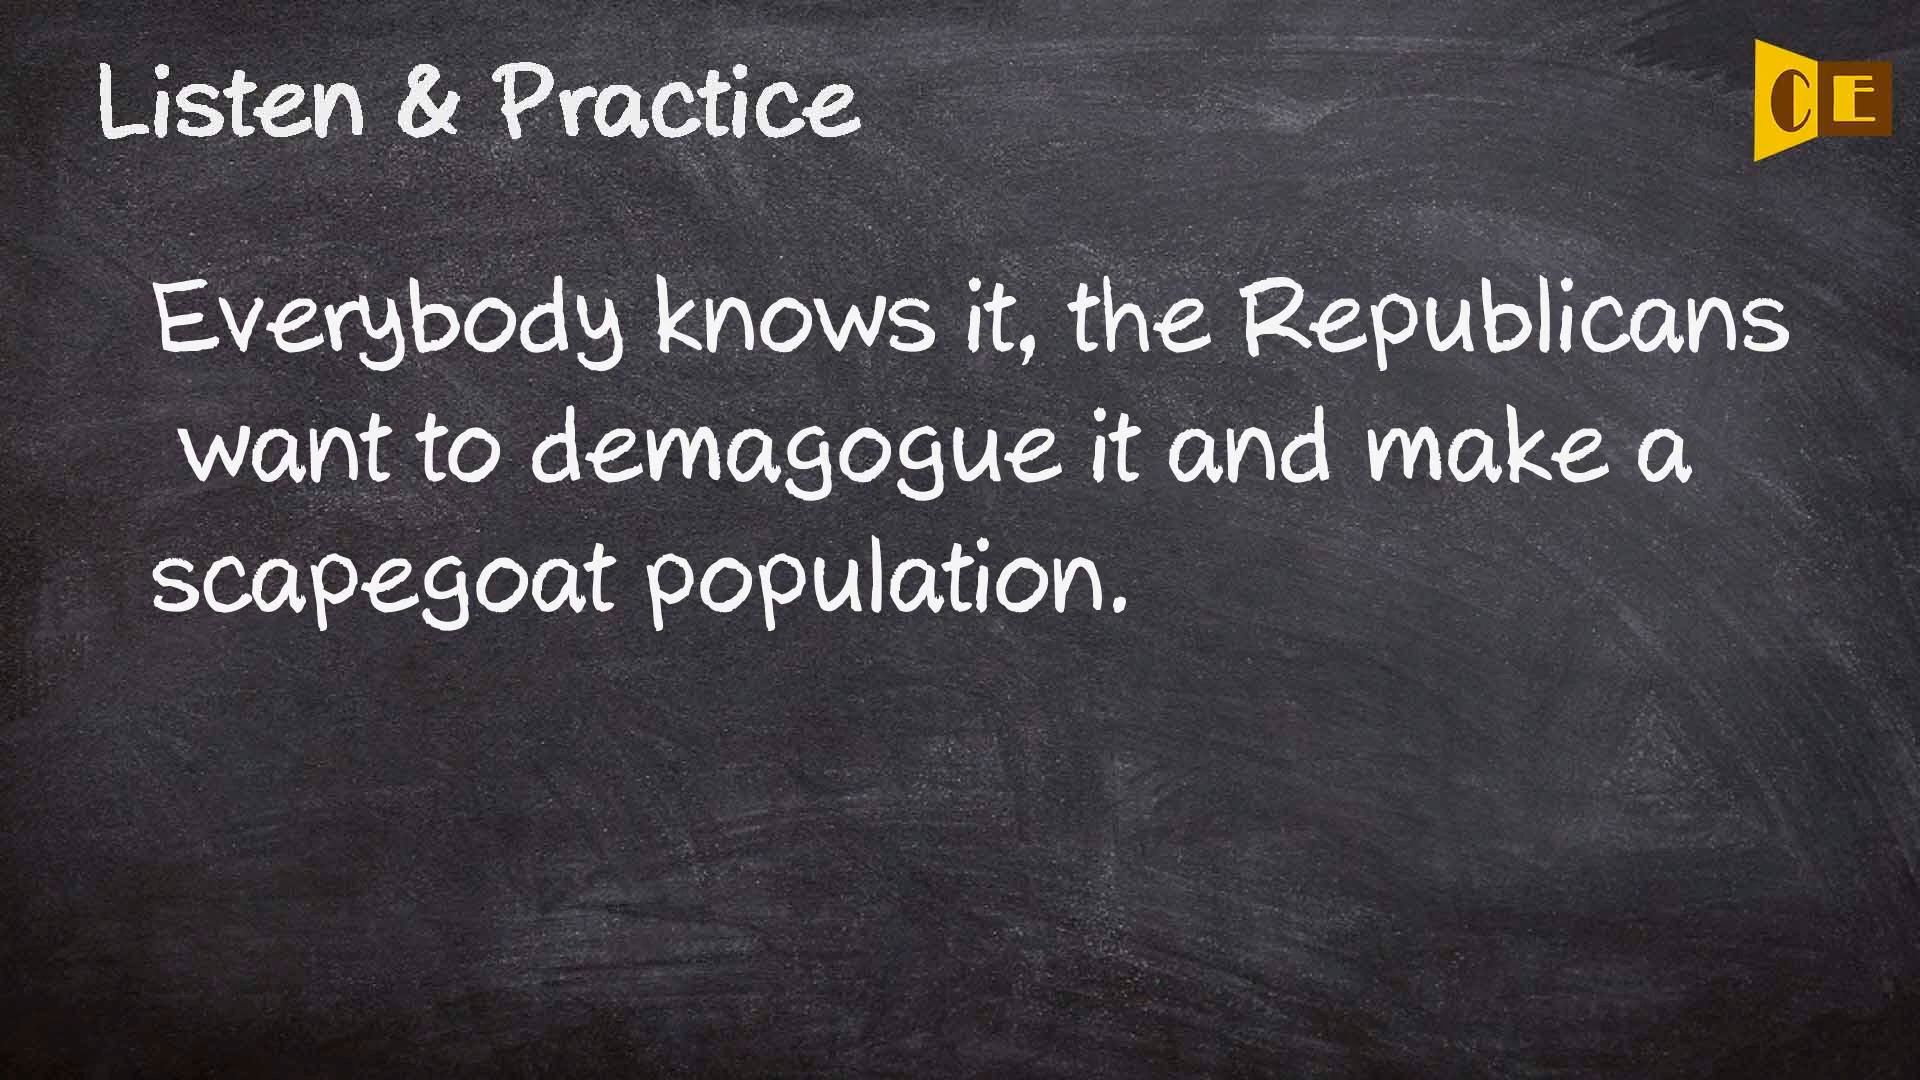 Listen & Practice
CE
Everybody knows it, the Republicans
want to demagogue it and make a
scapegoat population.